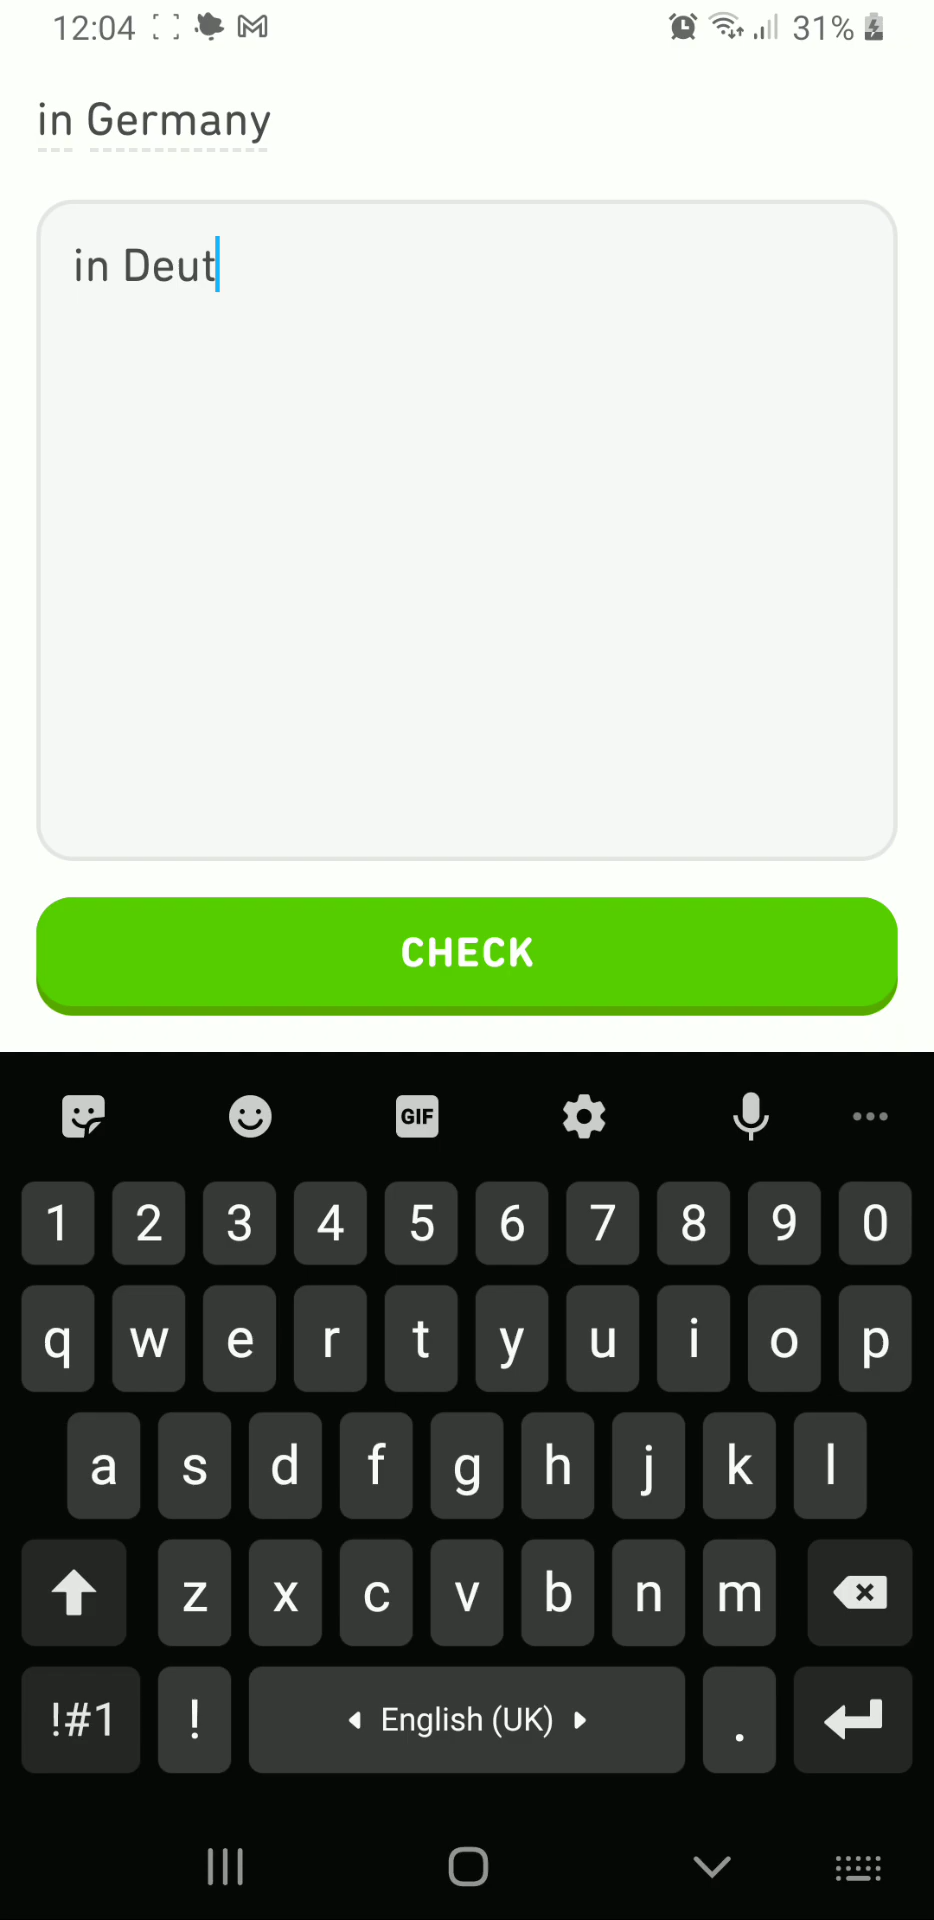 12:04 31%
in Germany
in Deut
CHECK
GIF
1 2 3 4 5 6 7 8 9 0
q w e r t y u i o p
a s d f g h j k l
z x c v b n m
!#1 ! English (UK) .